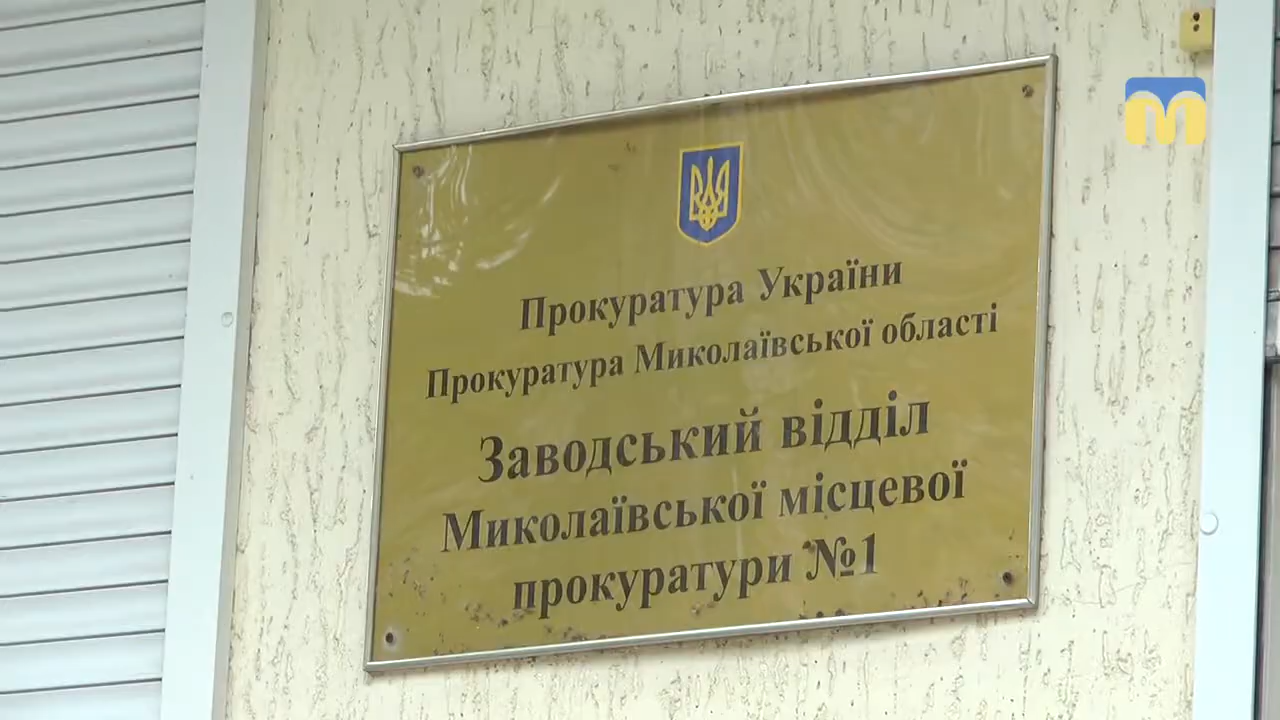 Прокуратура України
Прокуратура Миколаївської області
Заводський відділ
Миколаївської місцевої
прокуратури №1